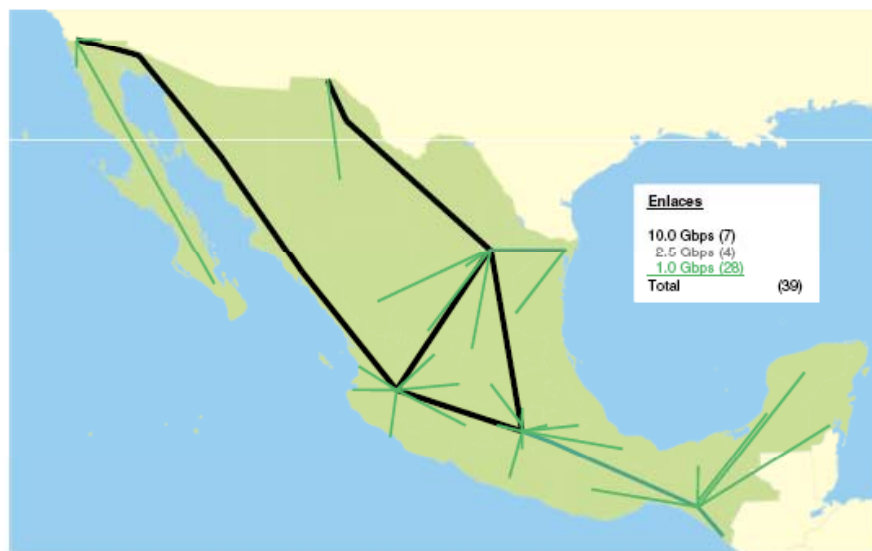 Enlaces
10.0 Gbps (7)
2.5 Gbps (4)
1.0 Gbps (28)
Total (39)